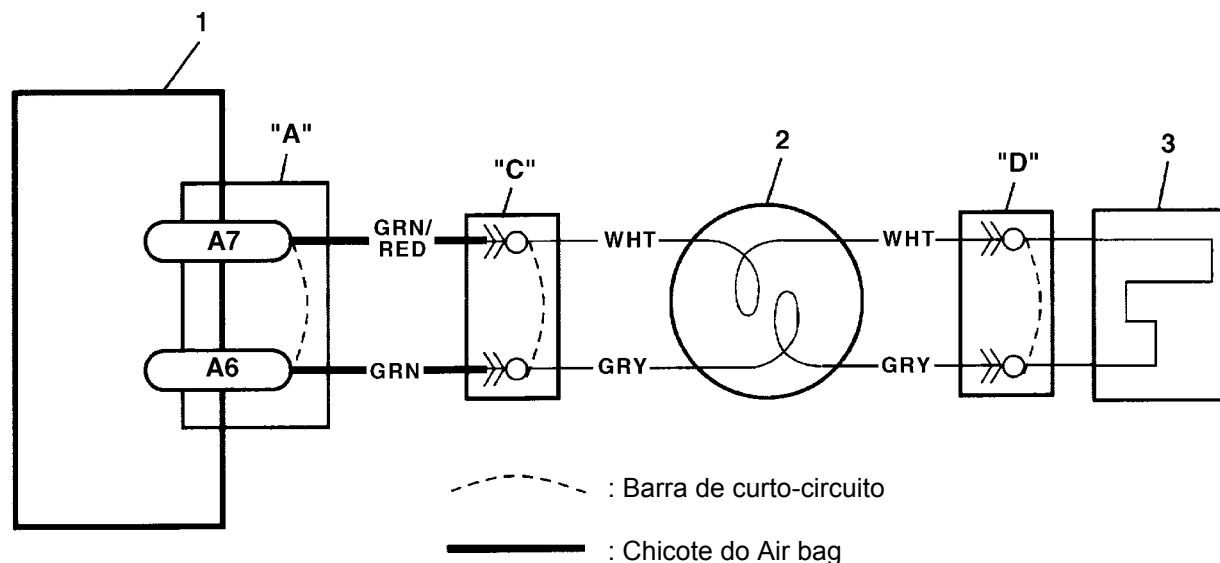 1
"A"
"C"
2
"D"
3
A7
GRN/
RED
WHT
WHT
A6
GRN
GRY
GRY
: Barra de curto-circuito
: Chicote do Air bag